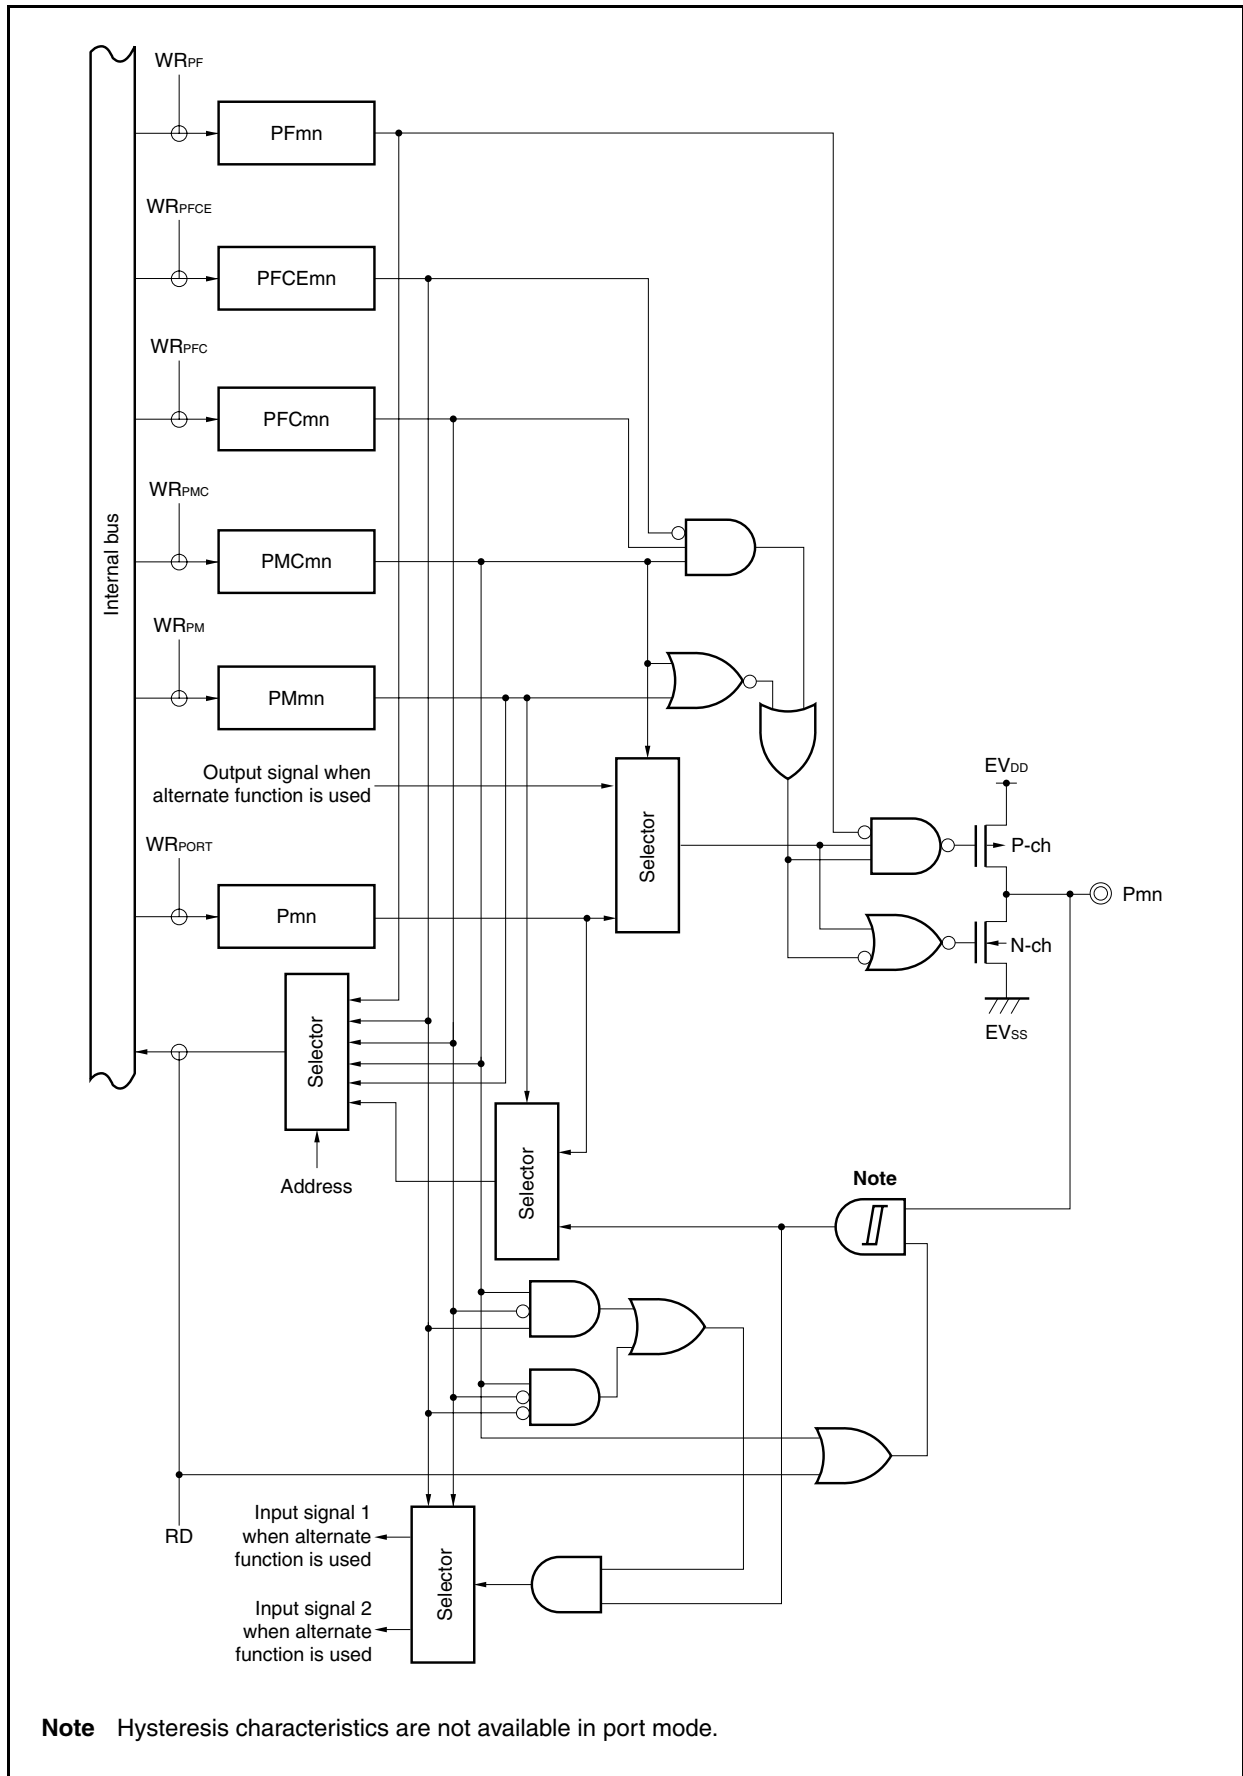 WRPF
PFmn
WRPFCE
PFCEmn
WRPFC
PFCmn
WRPMC
PMCmn
Internal bus
WRPM
PMmn
Output signal when
alternate function is used
Selector
EVDD
P-ch
WRPORT
Pmn
Pmn
N-ch
EVSS
Selector
Address
Selector
Note
RD
Input signal 1
when alternate
function is used
Selector
Input signal 2
when alternate
function is used
Note Hysteresis characteristics are not available in port mode.